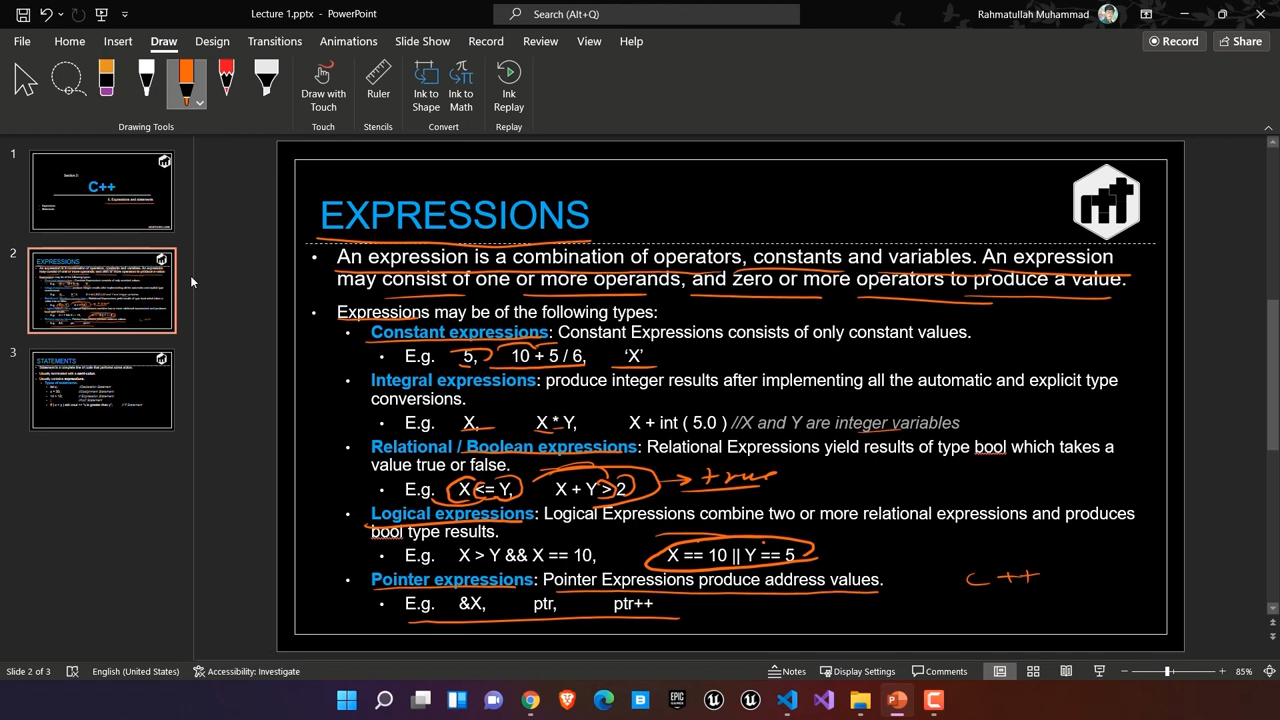 Lecture 1.pptx - PowerPoint
Search (Alt+Q)
Rahmatullah Muhammad
File Home Insert Draw Design Transitions Animations Slide Show Record Review View Help
Record Share
Draw with Touch
Ruler
Ink to Shape
Ink to Math
Ink Replay
Drawing Tools Touch Stencils Convert Replay
1
C++
2
EXPRESSIONS
3
STATEMENTS
EXPRESSIONS
• An expression is a combination of operators, constants and variables. An expression
may consist of one or more operands, and zero or more operators to produce a value.
• Expressions may be of the following types:
• Constant expressions: Constant Expressions consists of only constant values.
• E.g. 5, 10 + 5 / 6, ‘X’
• Integral expressions: produce integer results after implementing all the automatic and explicit type
conversions.
• E.g. X, X * Y, X + int ( 5.0 ) //X and Y are integer variables
• Relational / Boolean expressions: Relational Expressions yield results of type bool which takes a
value true or false.
• E.g. X <= Y, X + Y > 2 → true
• Logical expressions: Logical Expressions combine two or more relational expressions and produces
bool type results.
• E.g. X > Y && X == 10, X == 10 || Y == 5
• Pointer expressions: Pointer Expressions produce address values.
C ++
• E.g. &X, ptr, ptr++
Slide 2 of 3 English (United States) Accessibility: Investigate Notes Display Settings Comments 85%